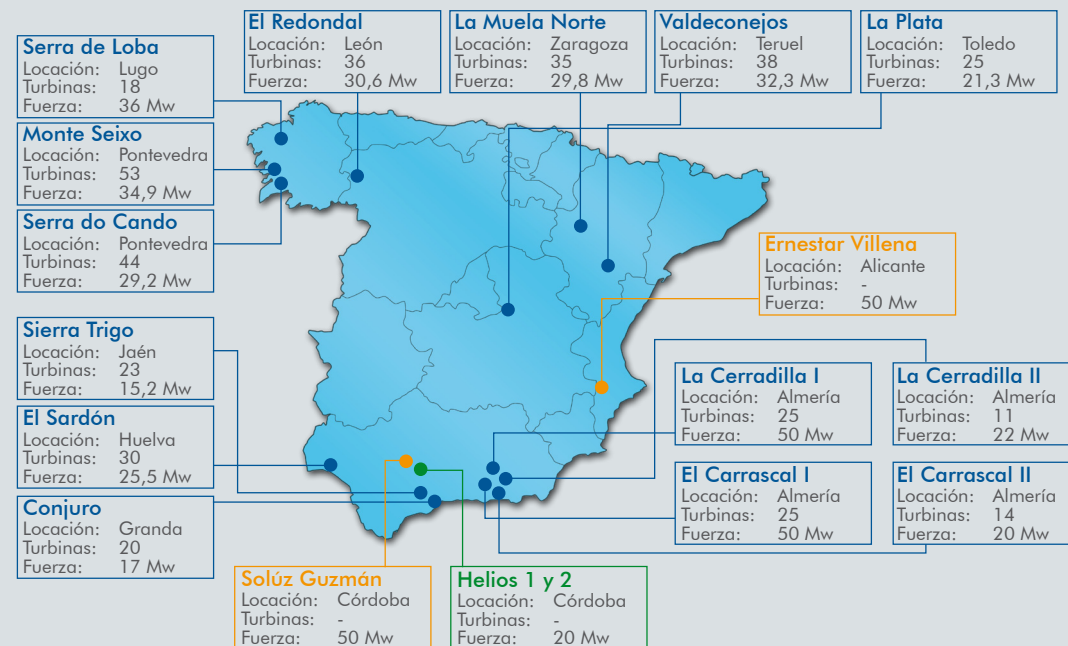 El Redondal
Locación: León
Turbinas: 36
Fuerza: 30,6 Mw
La Muela Norte
Locación: Zaragoza
Turbinas: 35
Fuerza: 29,8 Mw
Valdeconejos
Locación: Teruel
Turbinas: 38
Fuerza: 32,3 Mw
La Plata
Locación: Toledo
Turbinas: 25
Fuerza: 21,3 Mw
Serra de Loba
Locación: Lugo
Turbinas: 18
Fuerza: 36 Mw
Monte Seixo
Locación: Pontevedra
Turbinas: 53
Fuerza: 34,9 Mw
Serra do Cando
Locación: Pontevedra
Turbinas: 44
Fuerza: 29,2 Mw
Ernestar Villena
Locación: Alicante
Turbinas: -
Fuerza: 50 Mw
Sierra Trigo
Locación: Jaén
Turbinas: 23
Fuerza: 15,2 Mw
El Sardón
Locación: Huelva
Turbinas: 30
Fuerza: 25,5 Mw
Conjuro
Locación: Granda
Turbinas: 20
Fuerza: 17 Mw
La Cerradilla I
Locación: Almería
Turbinas: 25
Fuerza: 50 Mw
La Cerradilla II
Locación: Almería
Turbinas: 11
Fuerza: 22 Mw
El Carrascal I
Locación: Almería
Turbinas: 25
Fuerza: 50 Mw
El Carrascal II
Locación: Almería
Turbinas: 14
Fuerza: 20 Mw
Solúz Guzmán
Locación: Córdoba
Turbinas: -
Fuerza: 50 Mw
Helios 1 y 2
Locación: Córdoba
Turbinas: -
Fuerza: 20 Mw